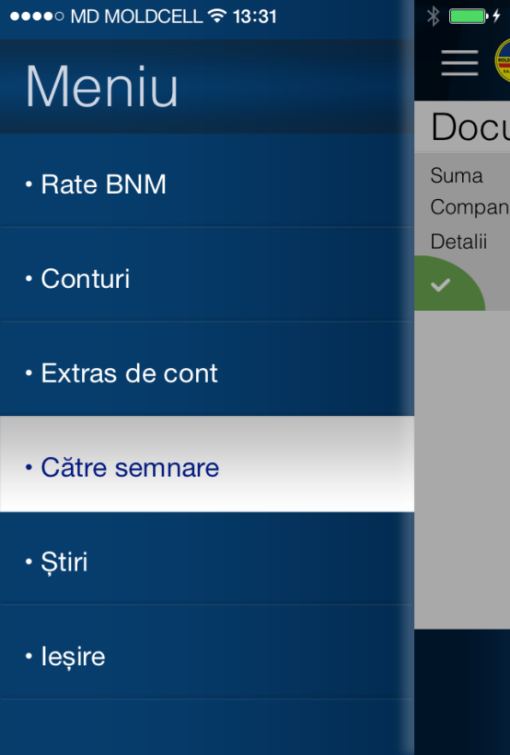 MD MOLDCELL 13:31
Meniu
• Rate BNM
• Conturi
• Extras de cont
• Către semnare
• Știri
• Ieșire
Docu
Suma
Compan
Detalii